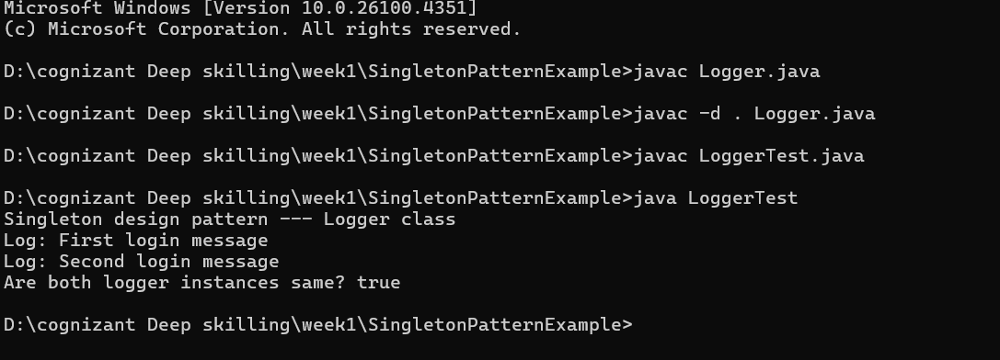 Microsoft Windows [Version 10.0.26100.4351]
(c) Microsoft Corporation. All rights reserved.
D:\cognizant Deep skilling\week1\SingletonPatternExample>javac Logger.java
D:\cognizant Deep skilling\week1\SingletonPatternExample>javac -d . Logger.java
D:\cognizant Deep skilling\week1\SingletonPatternExample>javac LoggerTest.java
D:\cognizant Deep skilling\week1\SingletonPatternExample>java LoggerTest
Singleton design pattern --- Logger class
Log: First login message
Log: Second login message
Are both logger instances same? true
D:\cognizant Deep skilling\week1\SingletonPatternExample>